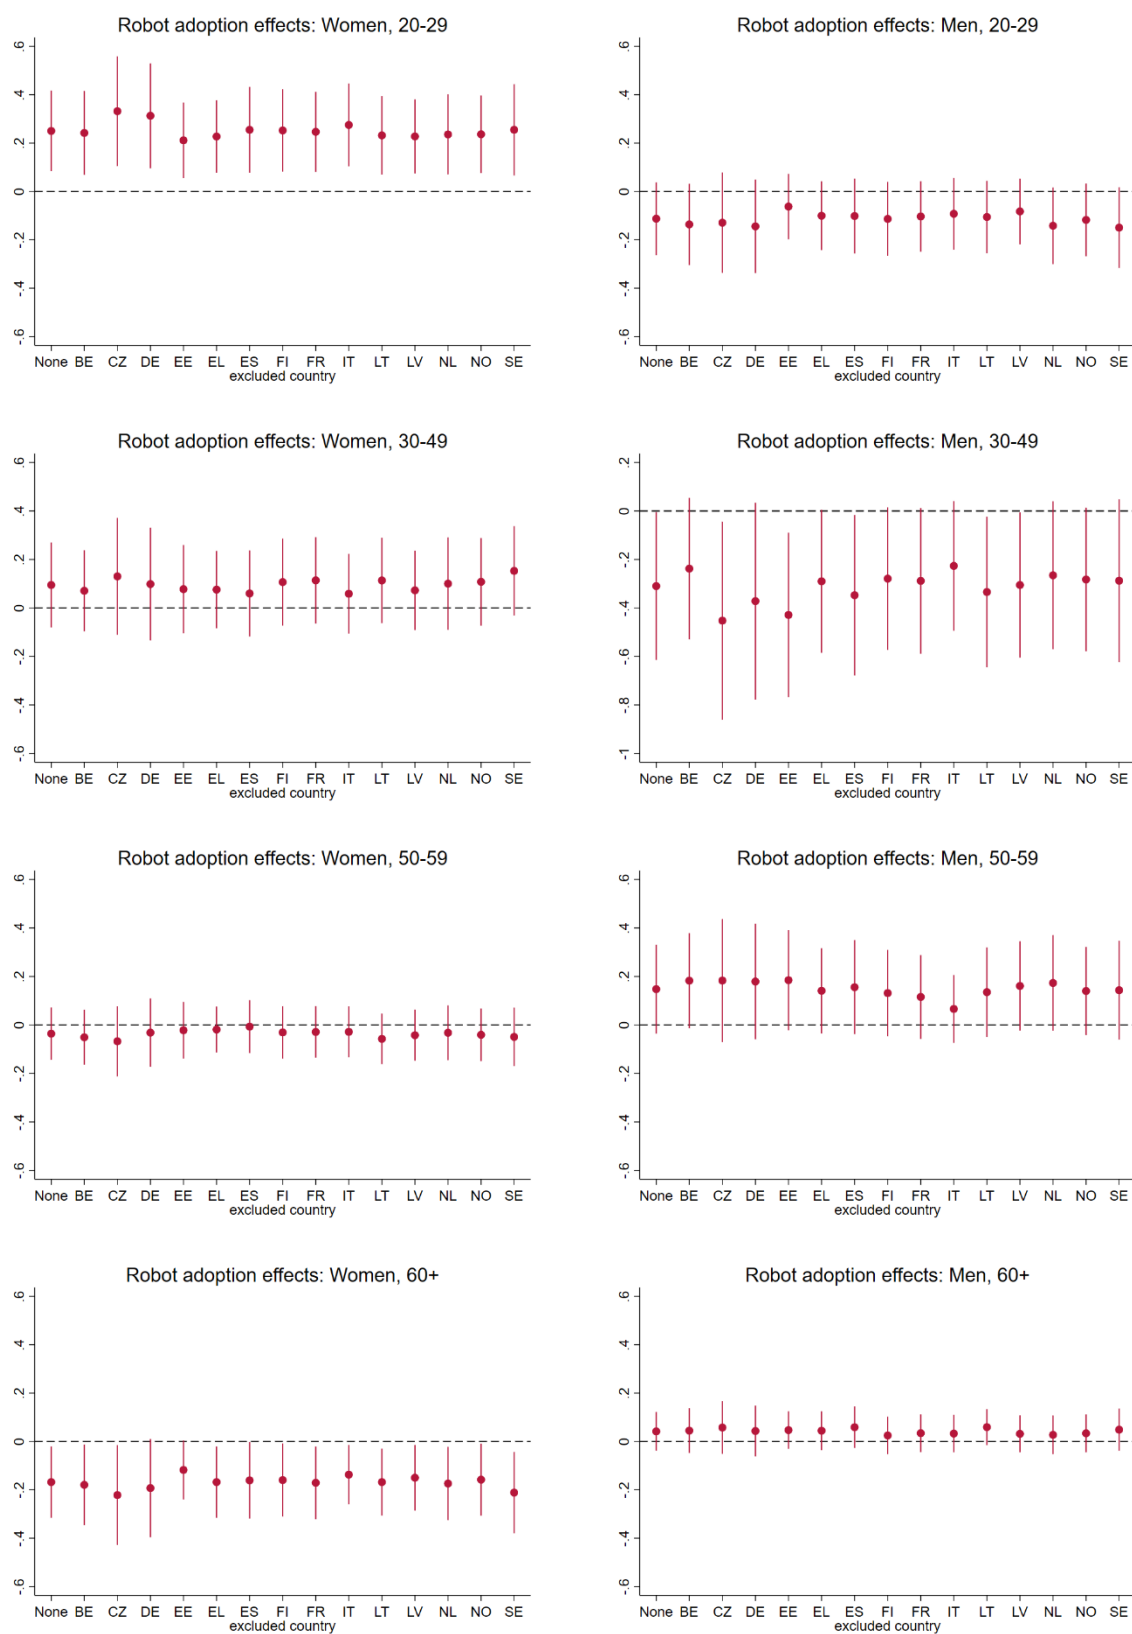 Robot adoption effects: Women, 20-29
.6
.4
.2
0
-.2
-.4
-.6
None BE CZ DE EE EL ES FI FR IT LT LV NL NO SE
excluded country
Robot adoption effects: Men, 20-29
.6
.4
.2
0
-.2
-.4
-.6
None BE CZ DE EE EL ES FI FR IT LT LV NL NO SE
excluded country
Robot adoption effects: Women, 30-49
.6
.4
.2
0
-.2
-.4
-.6
None BE CZ DE EE EL ES FI FR IT LT LV NL NO SE
excluded country
Robot adoption effects: Men, 30-49
.2
0
-.2
-.4
-.6
-.8
-1
None BE CZ DE EE EL ES FI FR IT LT LV NL NO SE
excluded country
Robot adoption effects: Women, 50-59
.6
.4
.2
0
-.2
-.4
-.6
None BE CZ DE EE EL ES FI FR IT LT LV NL NO SE
excluded country
Robot adoption effects: Men, 50-59
.6
.4
.2
0
-.2
-.4
-.6
None BE CZ DE EE EL ES FI FR IT LT LV NL NO SE
excluded country
Robot adoption effects: Women, 60+
.6
.4
.2
0
-.2
-.4
-.6
None BE CZ DE EE EL ES FI FR IT LT LV NL NO SE
excluded country
Robot adoption effects: Men, 60+
.6
.4
.2
0
-.2
-.4
-.6
None BE CZ DE EE EL ES FI FR IT LT LV NL NO SE
excluded country